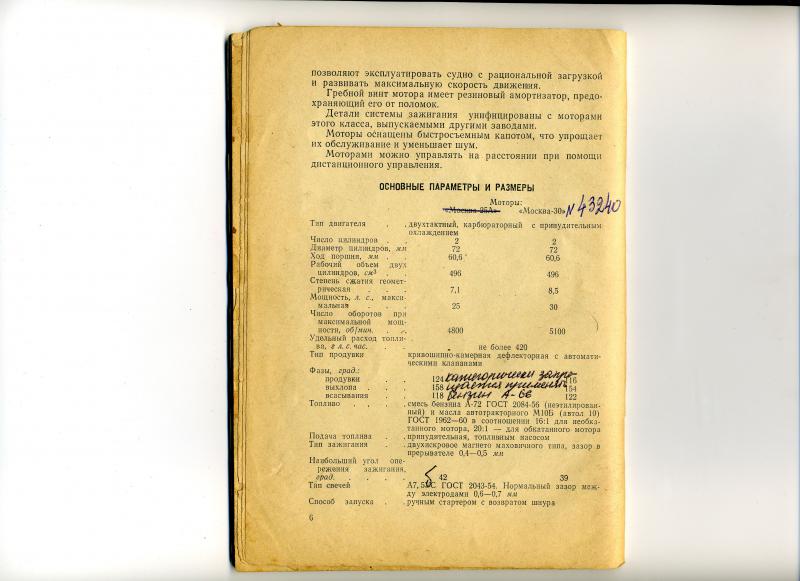 позволяют эксплуатировать судно с рациональной загрузкой
и развивать максимальную скорость движения.
Гребной винт мотора имеет резиновый амортизатор, предо-
храняющий его от поломок.
Детали системы зажигания унифицированы с моторами
этого класса, выпускаемыми другими заводами.
Моторы оснащены быстросъемным капотом, что упрощает
их обслуживание и уменьшает шум.
Моторами можно управлять на расстоянии при помощи
дистанционного управления.
ОСНОВНЫЕ ПАРАМЕТРЫ И РАЗМЕРЫ
Моторы:
«Москва-25А» «Москва-30» №43240
Тип двигателя . . двухтактный, карбюраторный с принудительным
охлаждением
Число цилиндров . . 2 2
Диаметр цилиндров, мм 72 72
Ход поршня, мм . . 60,6 60,6
Рабочий объем двух
цилиндров, см³ . . 496 496
Степень сжатия геомет-
рическая . . . 7,1 8,5
Мощность, л. с., макси-
мальная . . . 25 30
Число оборотов при
максимальной мощ-
ности, об/мин. . . 4800 5100
Удельный расход топли-
ва, г л. с. час. . . не более 420
Тип продувки кривошипно-камерная дефлекторная с автомати-
ческими клапанами
Фазы, град.:
продувки . . . 124 категорически запре- 116
выхлопа . . . 158 щается применять 154
всасывания . . 118 бензин А-66 122
Топливо . . . . смесь бензина А-72 ГОСТ 2084-56 (неэтилирован-
ный) и масла автотракторного М10Б (автол 10)
ГОСТ 1962—60 в соотношении 16:1 для необка-
танного мотора, 20:1 — для обкатанного мотора
Подача топлива . . принудительная, топливным насосом
Тип зажигания . . двухискровое магнето маховичного типа, зазор в
прерывателе 0,4—0,5 мм
Наибольший угол опе-
режения зажигания,
град. . . . . 42 39
Тип свечей А7,5 С ГОСТ 2043-54. Нормальный зазор меж-
ду электродами 0,6—0,7 мм
Способ запуска . . ручным стартером с возвратом шнура
6